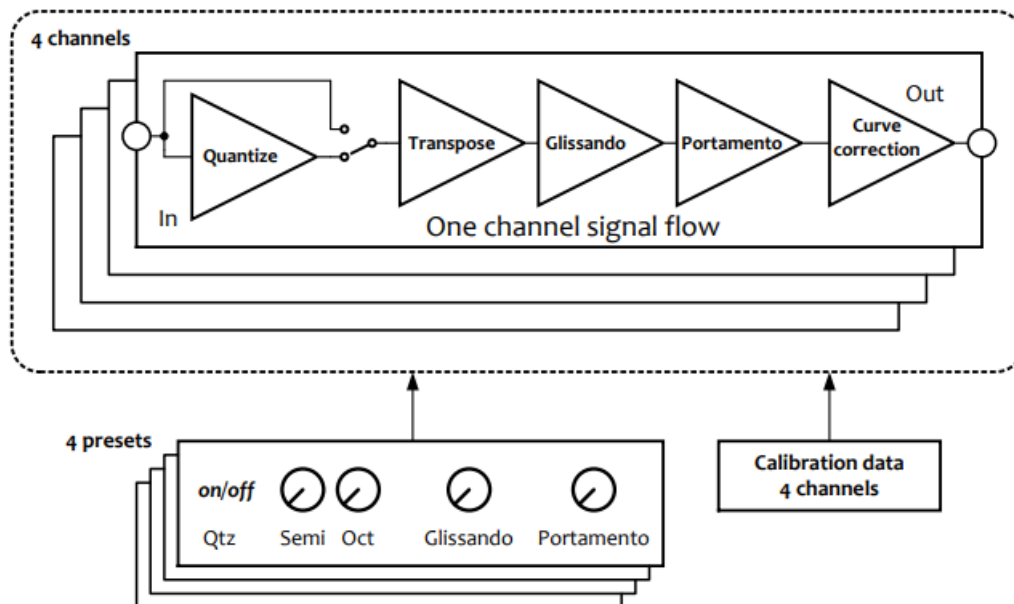 4 channels
Out
Quantize
Transpose
Glissando
Portamento
Curve
correction
In
One channel signal flow
4 presets
on/off
Qtz
Semi
Oct
Glissando
Portamento
Calibration data
4 channels